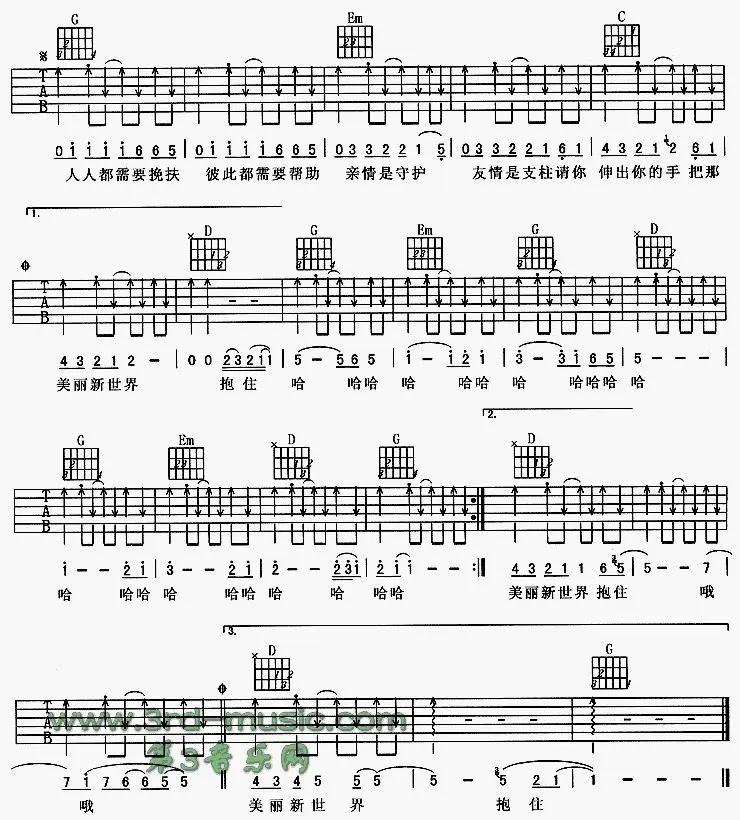 G Em C
T A B
0 i i i i 6 6 5 | 0 i i i i 6 6 5 | 0 3 3 2 2 1 5 | 0 3 3 2 2 1 6 1 | 4 3 2 1 2 6 1
人人都需要挽扶 彼此都需要帮助 亲情是守护 友情是支柱请你 伸出你的手 把那
1.
D G Em G D
4 3 2 1 2 - | 0 0 2 3 2 1 1 | 5 - 5 6 5 | i - i 2 i | 3 - 3 i 6 5 | 5 - - -
美丽新世界 抱住 哈 哈哈 哈 哈哈 哈 哈哈哈 哈
2.
G Em D G D
T A B
i - - 2 i | 3 - - 2 i | 2 - - 2 3 i | 2 i i - - :|| 4 3 2 1 1 6 5 | 5 - - 7
哈 哈哈 哈 哈哈 哈 哈哈 哈哈 美丽新世界 抱住 哦
3.
D G
T A B
www.3rd-music.com
第3音乐网
7 i 7 6 6 5 5 || 4 3 4 5 5 5 | 5 - 5 2 1 | 1 - - - ||
哦 美丽新世 界 抱住